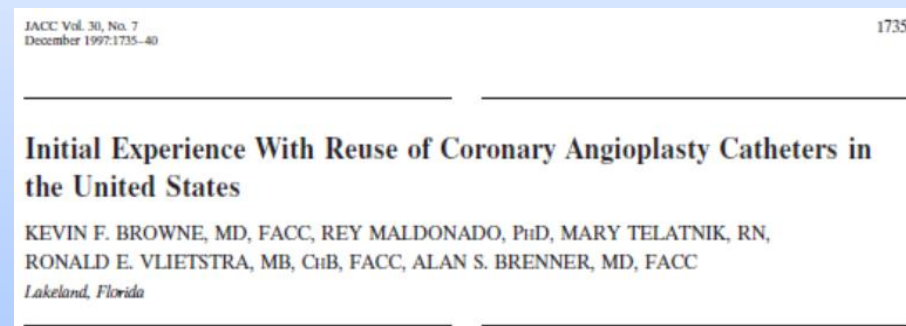 JACC Vol. 30, No. 7
December 1997:1735–40
1735
Initial Experience With Reuse of Coronary Angioplasty Catheters in
the United States
KEVIN F. BROWNE, MD, FACC, REY MALDONADO, PHD, MARY TELATNIK, RN,
RONALD E. VLIETSTRA, MB, CHB, FACC, ALAN S. BRENNER, MD, FACC
Lakeland, Florida